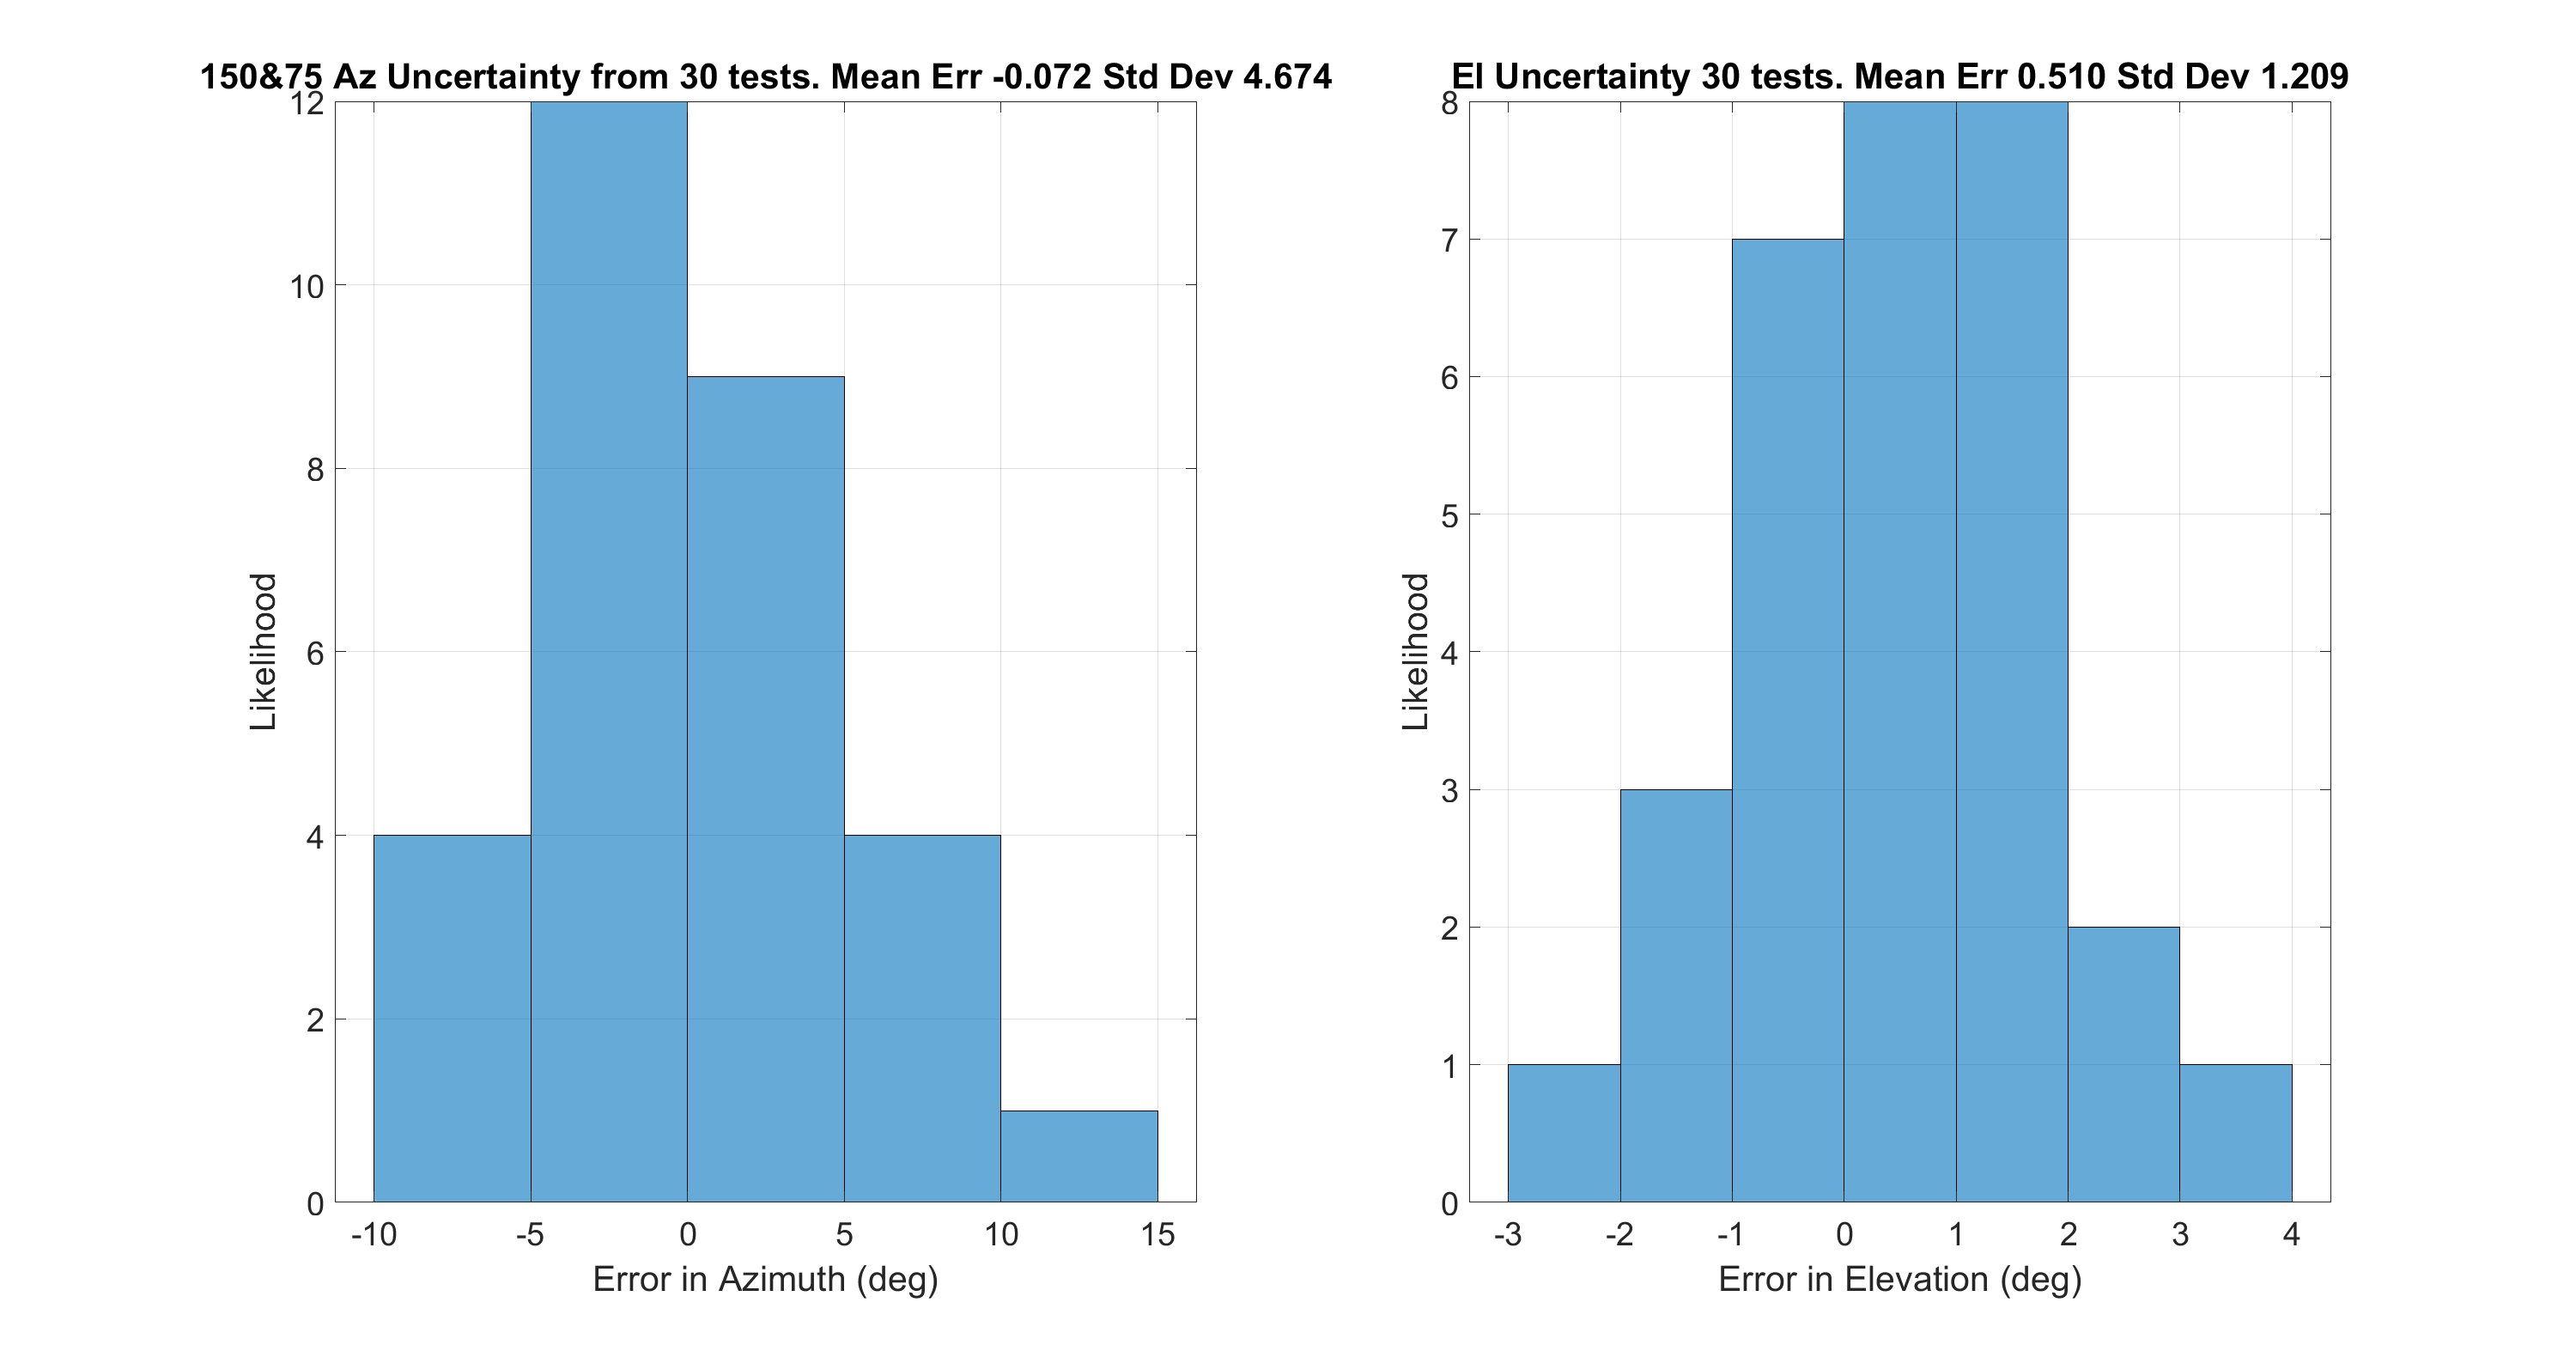 150&75 Az Uncertainty from 30 tests. Mean Err -0.072 Std Dev 4.674
12
10
8
6
4
2
0
Likelihood
-10 -5 0 5 10 15
Error in Azimuth (deg)
El Uncertainty 30 tests. Mean Err 0.510 Std Dev 1.209
8
7
6
5
4
3
2
1
0
Likelihood
-3 -2 -1 0 1 2 3 4
Error in Elevation (deg)